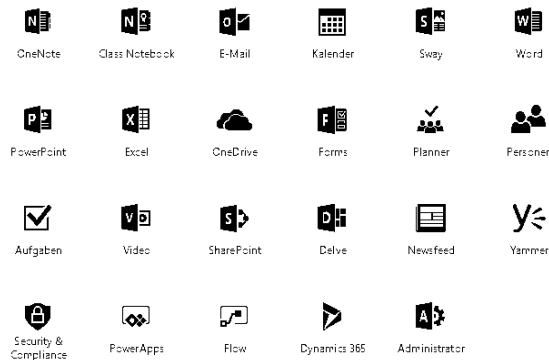 OneNote
Class Notebook
E-Mail
Kalender
Sway
Word
PowerPoint
Excel
OneDrive
Forms
Planner
Personen
Aufgaben
Video
SharePoint
Delve
Newsfeed
Yammer
Security &
Compliance
PowerApps
Flow
Dynamics 365
Administrator